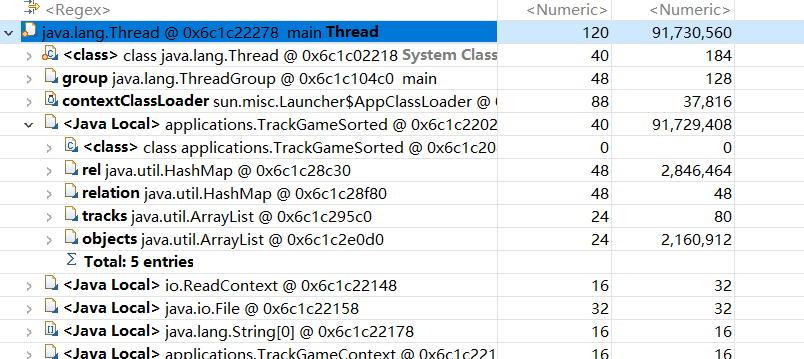 <Regex> <Numeric> <Numeric>
java.lang.Thread @ 0x6c1c22278 main Thread 120 91,730,560
<class> class java.lang.Thread @ 0x6c1c02218 System Class 40 184
group java.lang.ThreadGroup @ 0x6c1c104c0 main 48 128
contextClassLoader sun.misc.Launcher$AppClassLoader @ 0 88 37,816
<Java Local> applications.TrackGameSorted @ 0x6c1c2202 40 91,729,408
<class> class applications.TrackGameSorted @ 0x6c1c20 0 0
rel java.util.HashMap @ 0x6c1c28c30 48 2,846,464
relation java.util.HashMap @ 0x6c1c28f80 48 48
tracks java.util.ArrayList @ 0x6c1c295c0 24 80
objects java.util.ArrayList @ 0x6c1c2e0d0 24 2,160,912
Σ Total: 5 entries
<Java Local> io.ReadContext @ 0x6c1c22148 16 32
<Java Local> java.io.File @ 0x6c1c22158 32 32
<Java Local> java.lang.String[0] @ 0x6c1c22178 16 16
<Java Local> applications.TrackGameContext @ 0x6c1c221 16 16